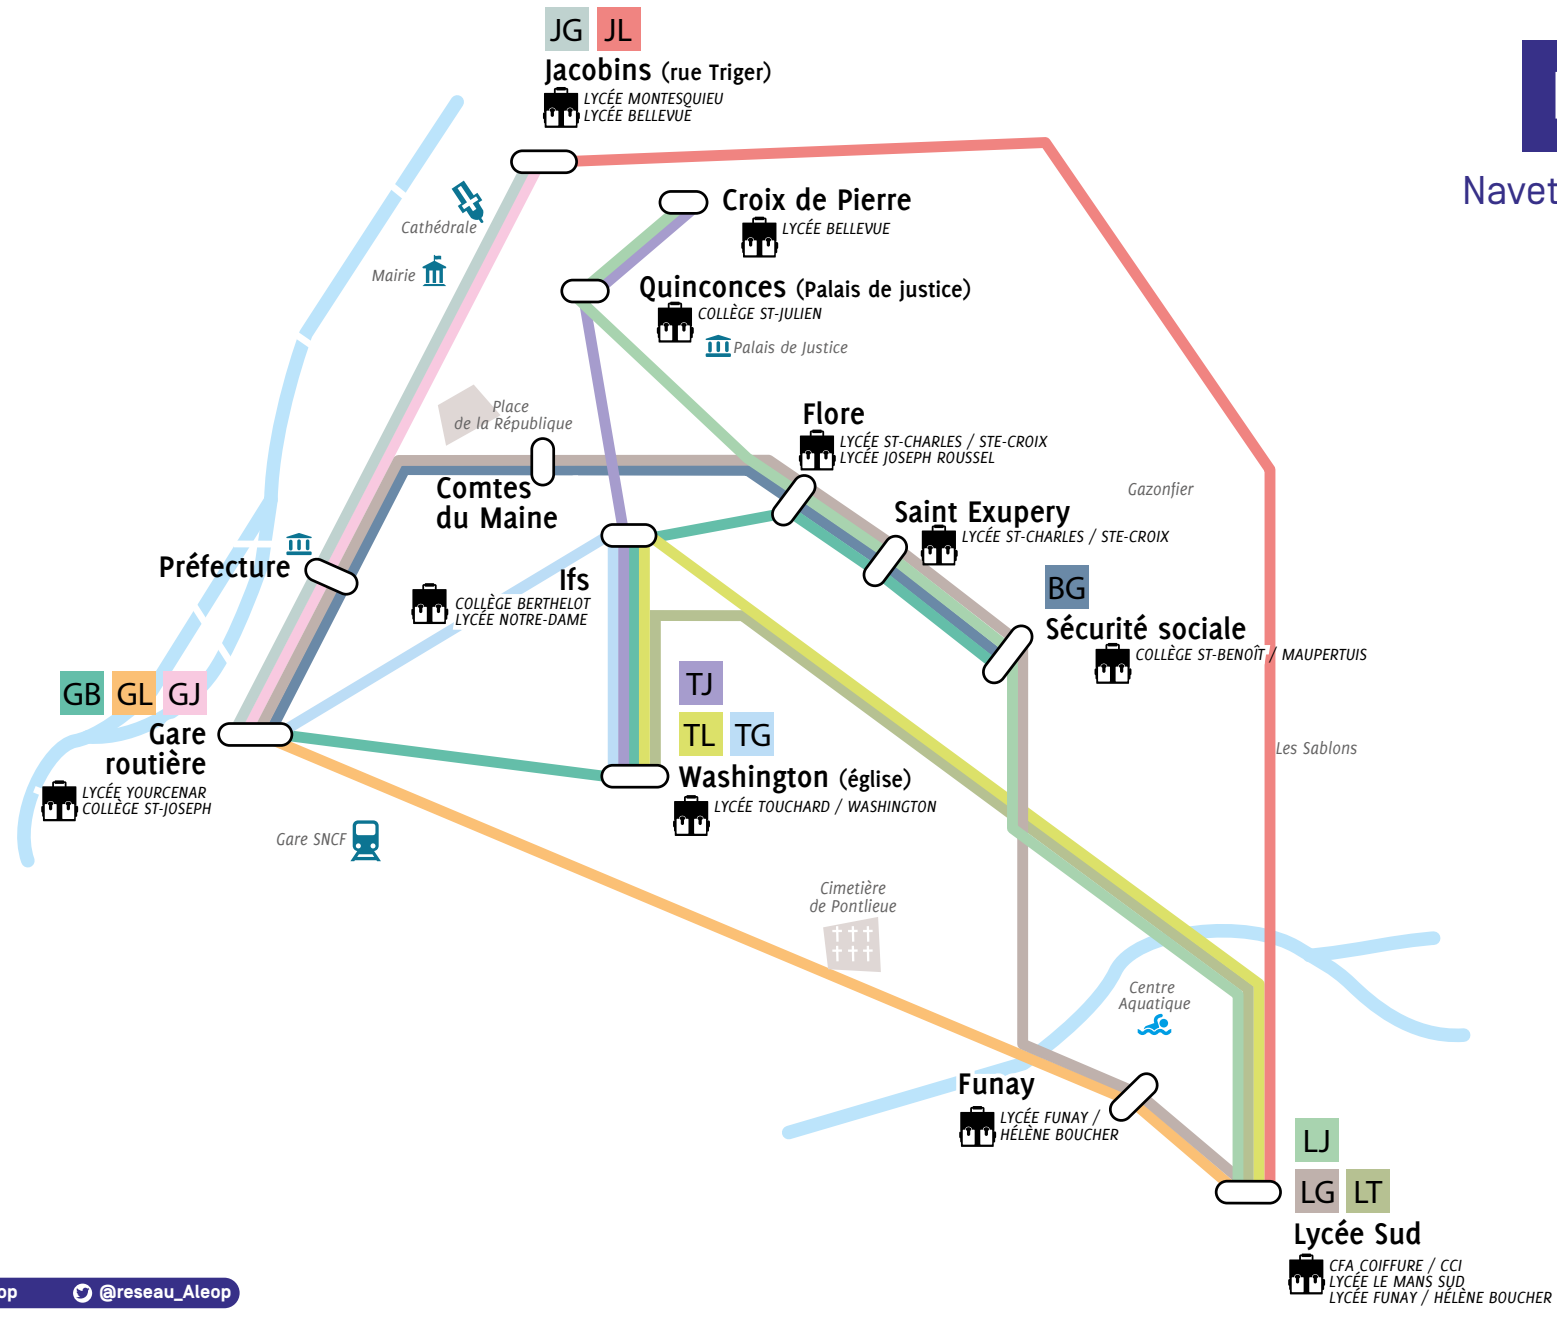 JG JL
Jacobins (rue Triger)
LYCÉE MONTESQUIEU
LYCÉE BELLEVUE
Navet
Croix de Pierre
LYCÉE BELLEVUE
Cathédrale
Mairie
Quinconces (Palais de justice)
COLLÈGE ST-JULIEN
Palais de Justice
Place
de la République
Flore
LYCÉE ST-CHARLES / STE-CROIX
LYCÉE JOSEPH ROUSSEL
Comtes
du Maine
Gazonfier
Saint Exupery
LYCÉE ST-CHARLES / STE-CROIX
Préfecture
Ifs
COLLÈGE BERTHELOT
LYCÉE NOTRE-DAME
BG
Sécurité sociale
COLLÈGE ST-BENOÎT / MAUPERTUIS
GB GL GJ
Gare
routière
LYCÉE YOURCENAR
COLLÈGE ST-JOSEPH
TJ
TL TG
Washington (église)
LYCÉE TOUCHARD / WASHINGTON
Les Sablons
Gare SNCF
Cimetière
de Pontlieue
Centre
Aquatique
Funay
LYCÉE FUNAY /
HÉLÈNE BOUCHER
LJ
LG LT
Lycée Sud
CFA COIFFURE / CCI
LYCÉE LE MANS SUD
LYCÉE FUNAY / HÉLÈNE BOUCHER
op @reseau_Aleop